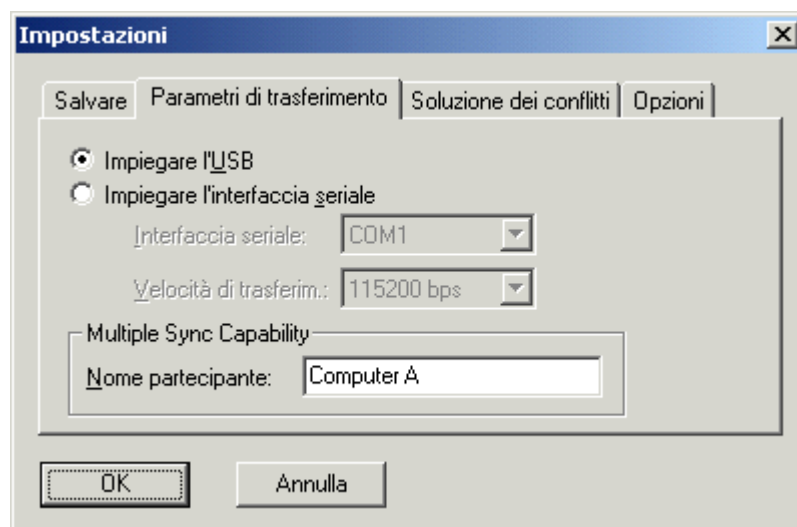 Impostazioni
Salvare Parametri di trasferimento Soluzione dei conflitti Opzioni
Impiegare l'USB
Impiegare l'interfaccia seriale
Interfaccia seriale: COM1
Velocità di trasferim.: 115200 bps
Multiple Sync Capability
Nome partecipante: Computer A
OK Annulla